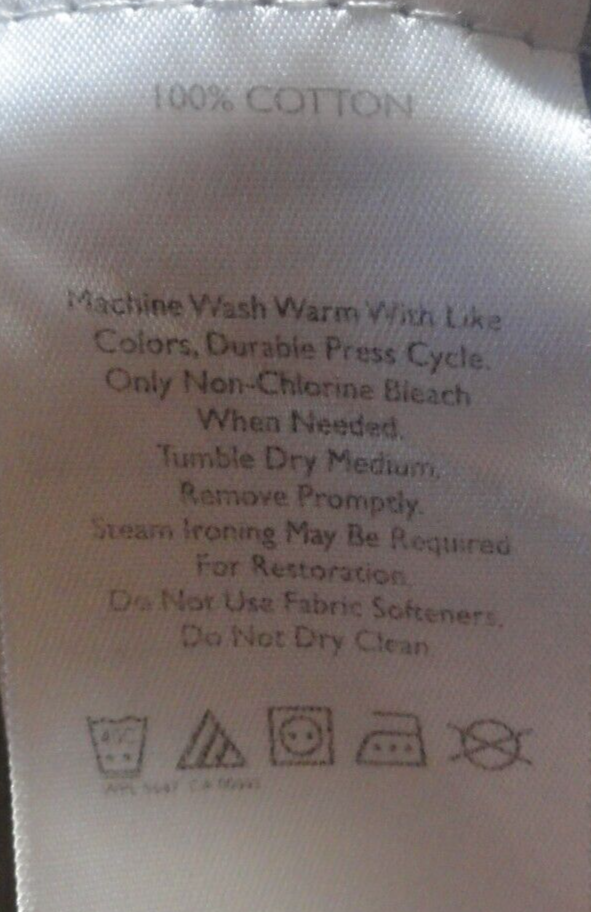 100% COTTON
Machine Wash Warm With Like
Colors, Durable Press Cycle.
Only Non-Chlorine Bleach
When Needed.
Tumble Dry Medium,
Remove Promptly.
Steam Ironing May Be Required
For Restoration.
Do Not Use Fabric Softeners.
Do Not Dry Clean
40C